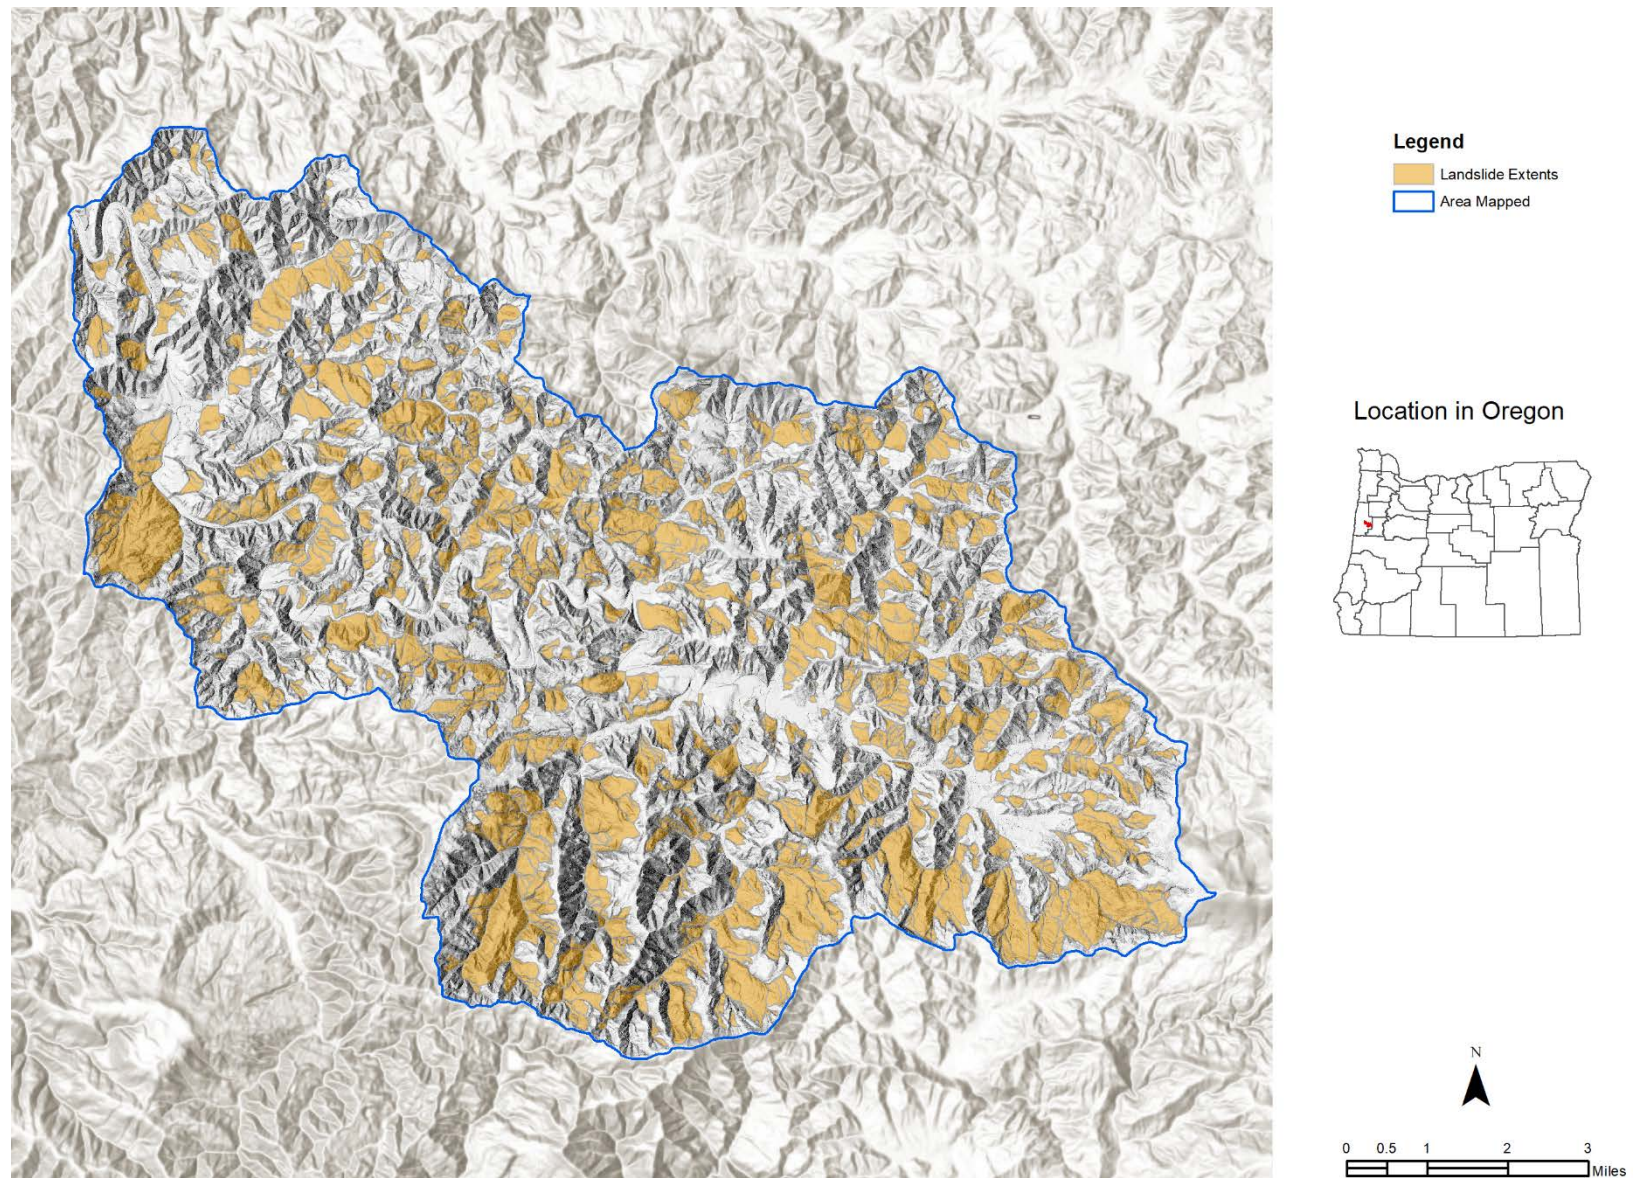 Legend
Landslide Extents
Area Mapped
Location in Oregon
N
0 0.5 1 2 3
Miles